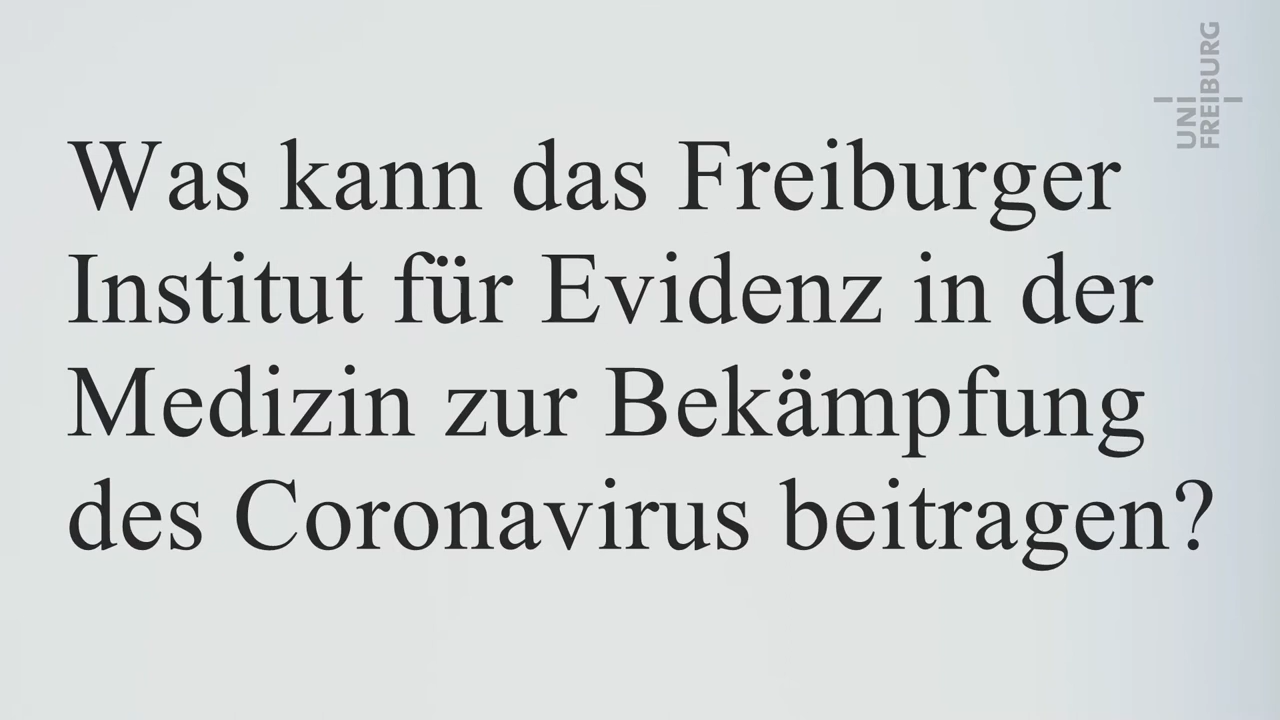 Was kann das Freiburger
Institut für Evidenz in der
Medizin zur Bekämpfung
des Coronavirus beitragen?
UNI
FREIBURG